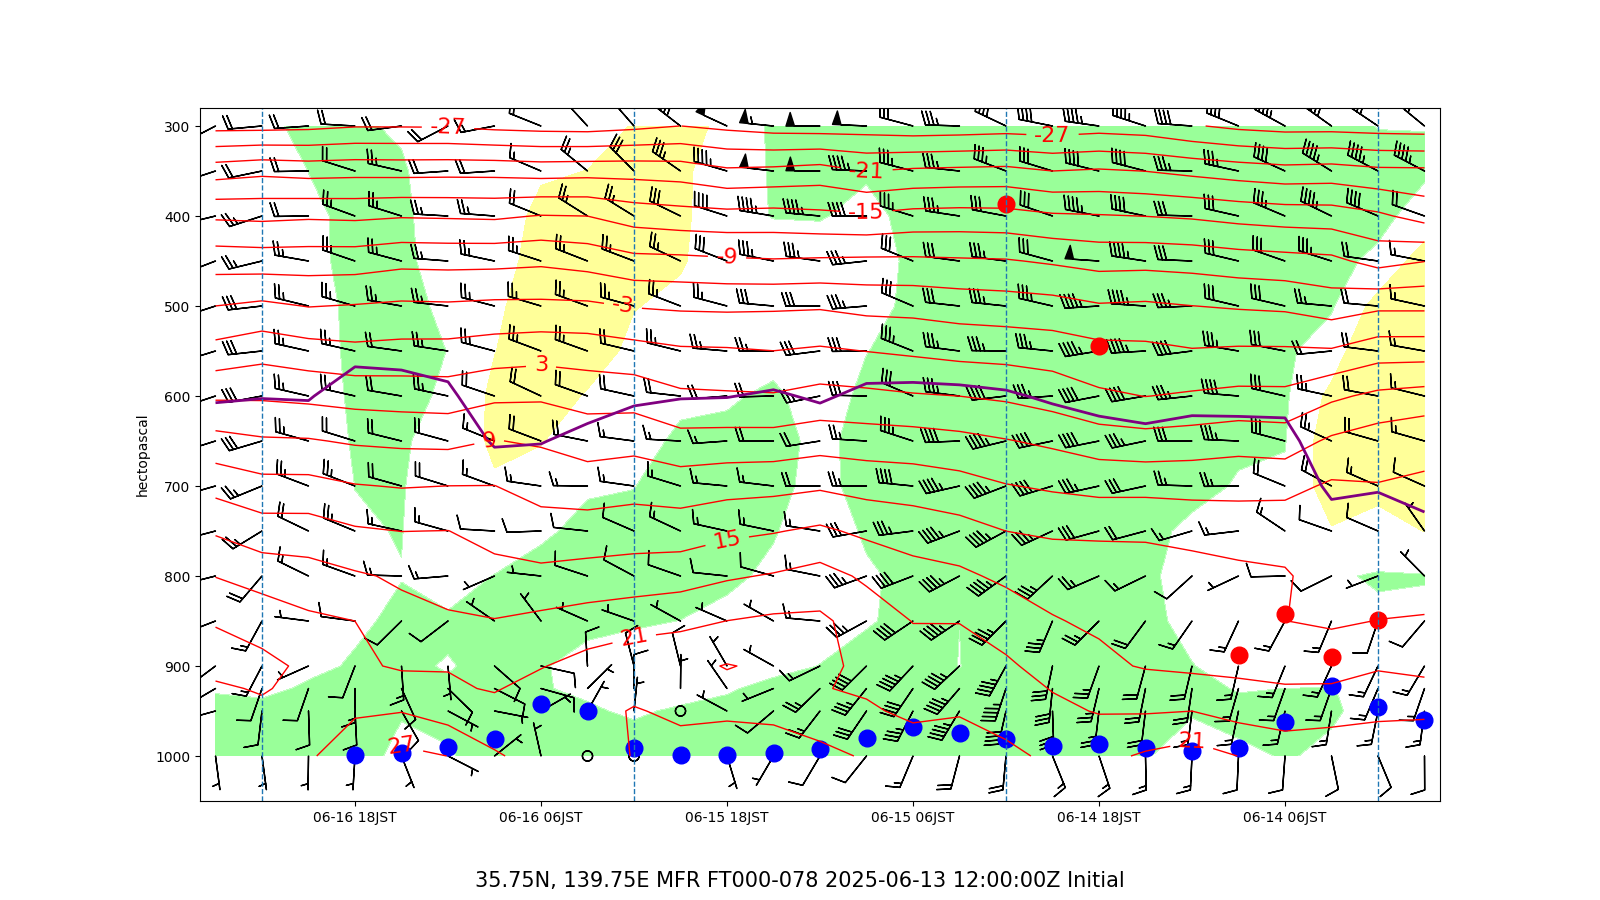 300
400
500
600
700
800
900
1000
hectopascal
-27
-27
21
-15
9
-3
3
9
15
21
27
21
06-16 18JST
06-16 06JST
06-15 18JST
06-15 06JST
06-14 18JST
06-14 06JST
35.75N, 139.75E MFR FT000-078 2025-06-13 12:00:00Z Initial